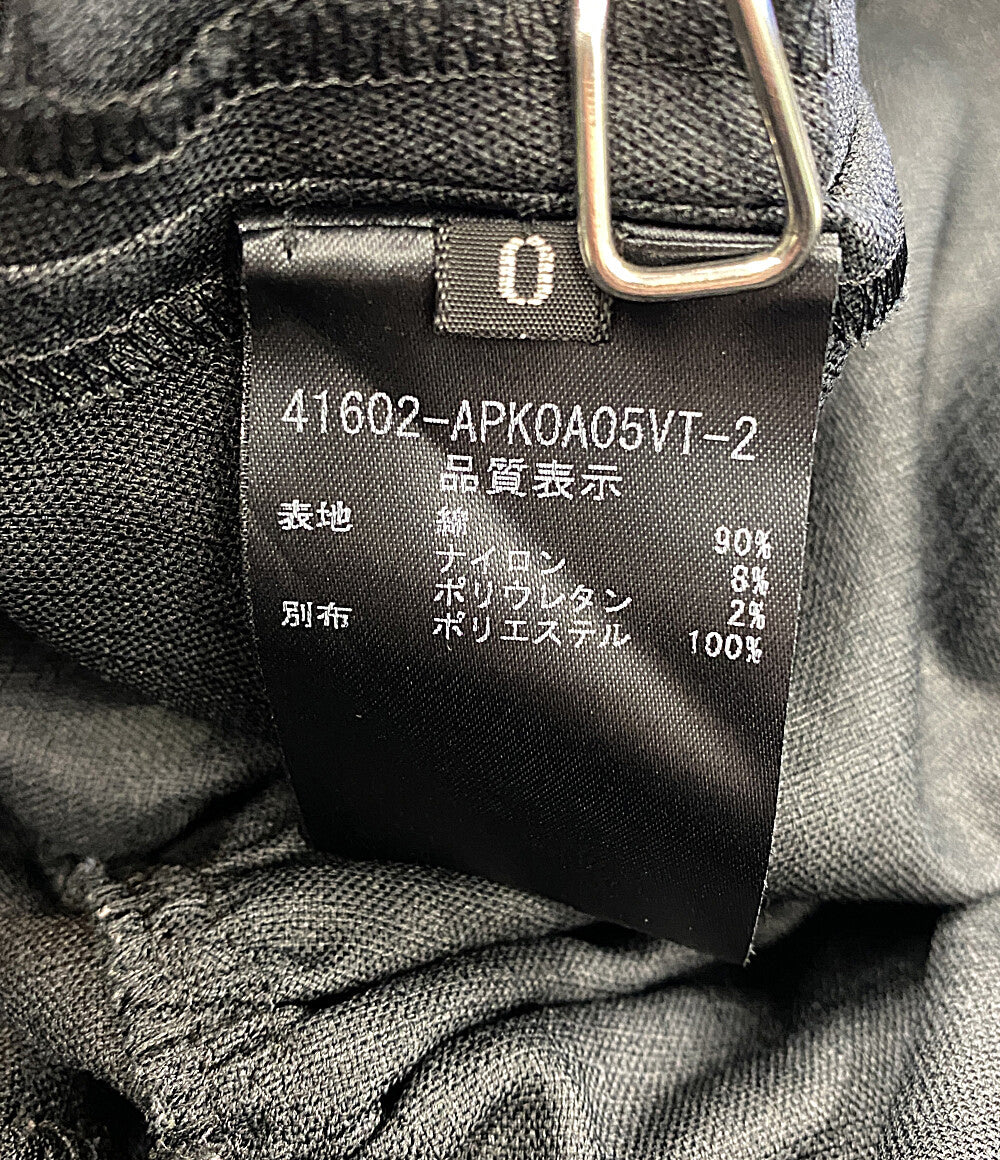 0
41602-APK0A05VT-2
品質表示
表地 綿 90%
ナイロン 8%
ポリウレタン 2%
別布 ポリエステル 100%